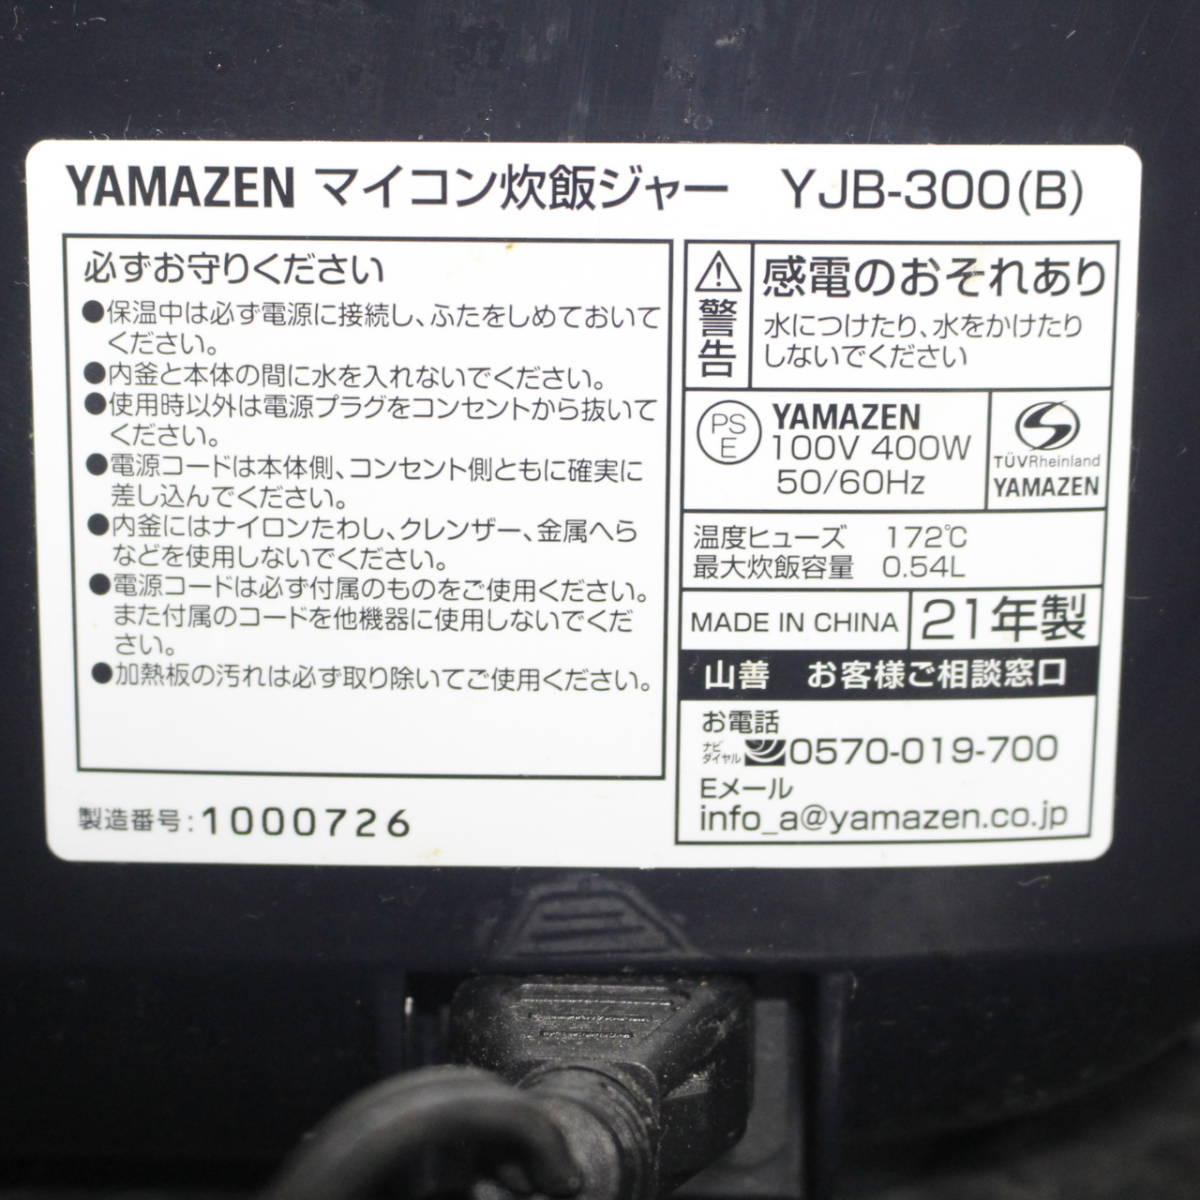 YAMAZEN マイコン炊飯ジャー YJB-300(B)
必ずお守りください
●保温中は必ず電源に接続し、ふたをしめておいて
ください。
●内釜と本体の間に水を入れないでください。
●使用時以外は電源プラグをコンセントから抜いて
ください。
●電源コードは本体側、コンセント側ともに確実に
差し込んでください。
●内釜にはナイロンたわし、クレンザー、金属へら
などを使用しないでください。
●電源コードは必ず付属のものをご使用ください。
また付属のコードを他機器に使用しないでくだ
さい。
●加熱板の汚れは必ず取り除いてご使用ください。
製造番号:1000726
警告
感電のおそれあり
水につけたり、水をかけたり
しないでください
PS
E
YAMAZEN
100V 400W
50/60Hz
TÜVRheinland
YAMAZEN
温度ヒューズ 172℃
最大炊飯容量 0.54L
MADE IN CHINA
21年製
山善 お客様ご相談窓口
お電話
ナビ
ダイヤル
0570-019-700
Eメール
info_a@yamazen.co.jp